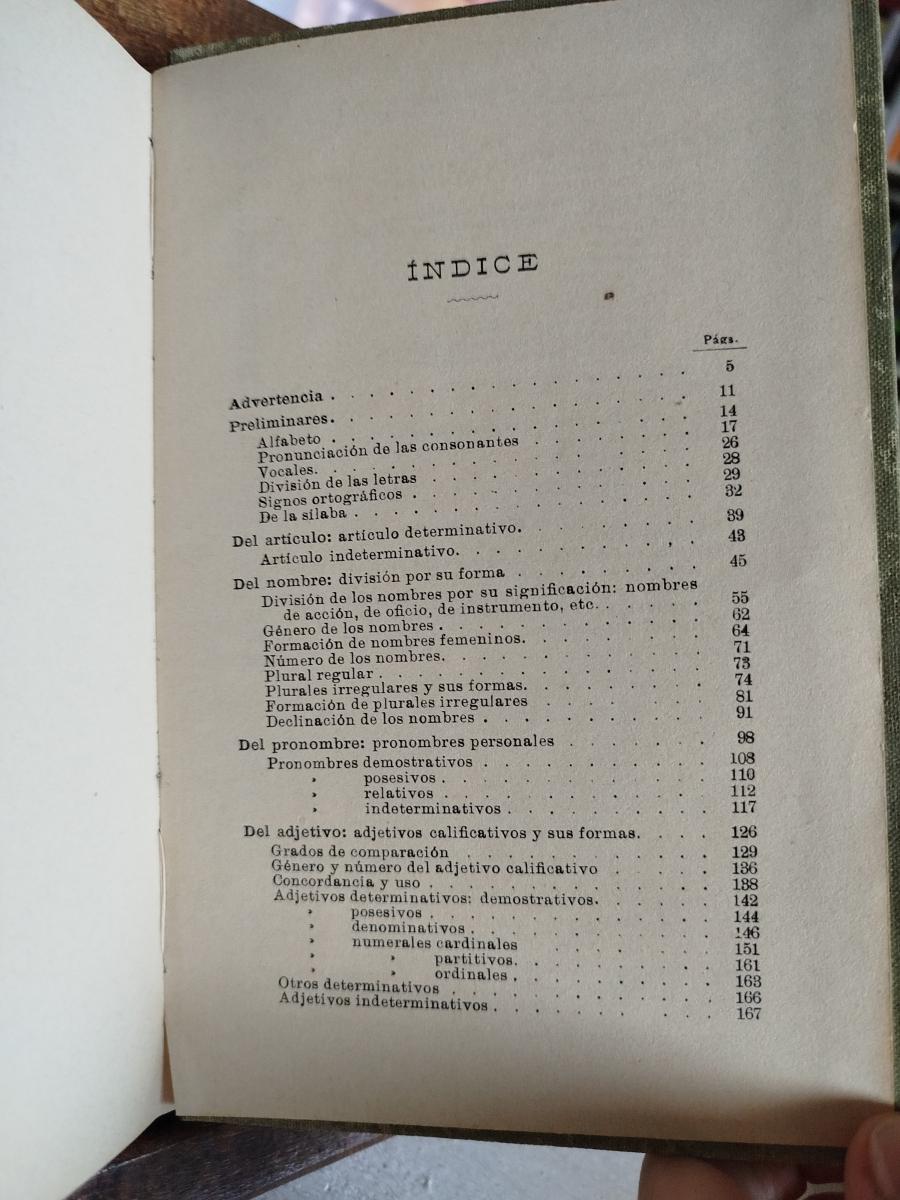 ÍNDICE
Págs.
Advertencia . . . . . . . . . . . . . 5
Preliminares. . . . . . . . . . . . . 11
Alfabeto . . . . . . . . . . . . . 14
Pronunciación de las consonantes . . . . . . 17
Vocales. . . . . . . . . . . . . 26
División de las letras . . . . . . . . . 28
Signos ortográficos . . . . . . . . . . 29
De la sílaba . . . . . . . . . . . . 32
Del artículo: artículo determinativo. . . . . . 39
Artículo indeterminativo. . . . . . . . . 43
Del nombre: división por su forma . . . . . . 45
División de los nombres por su significación: nombres
de acción, de oficio, de instrumento, etc. . . . . 55
Género de los nombres . . . . . . . . . 62
Formación de nombres femeninos. . . . . . . 64
Número de los nombres. . . . . . . . . 71
Plural regular . . . . . . . . . . . 73
Plurales irregulares y sus formas. . . . . . . 74
Formación de plurales irregulares . . . . . . 81
Declinación de los nombres . . . . . . . . 91
Del pronombre: pronombres personales . . . . . 98
Pronombres demostrativos . . . . . . . . 108
» posesivos . . . . . . . . . 110
» relativos . . . . . . . . . 112
» indeterminativos . . . . . . . 117
Del adjetivo: adjetivos calificativos y sus formas. . . . 126
Grados de comparación . . . . . . . . . 129
Género y número del adjetivo calificativo . . . . 136
Concordancia y uso . . . . . . . . . . 138
Adjetivos determinativos: demostrativos. . . . . 142
» posesivos . . . . . . . . . . 144
» denominativos . . . . . . . . . 146
» numerales cardinales . . . . . . . 151
» » partitivos. . . . . . . 161
» » ordinales . . . . . . . 163
Otros determinativos . . . . . . . . . . 166
Adjetivos indeterminativos . . . . . . . . 167